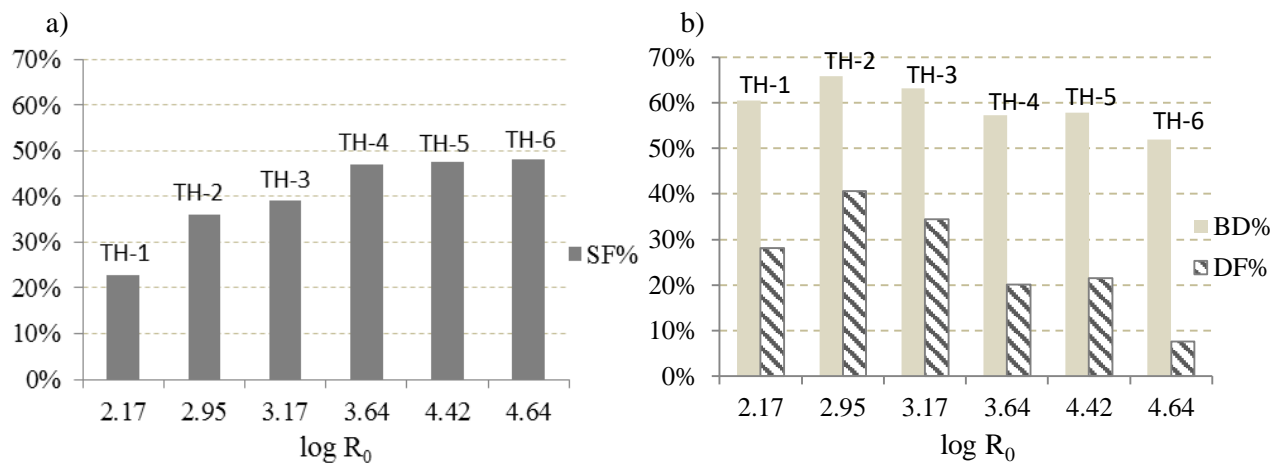 a)
70%
60%
50%
40%
30%
20%
10%
0%
TH-1
TH-2
TH-3
TH-4
TH-5
TH-6
SF%
2.17 2.95 3.17 3.64 4.42 4.64
log R₀
b)
70%
60%
50%
40%
30%
20%
10%
0%
TH-1
TH-2
TH-3
TH-4
TH-5
TH-6
BD%
DF%
2.17 2.95 3.17 3.64 4.42 4.64
log R₀